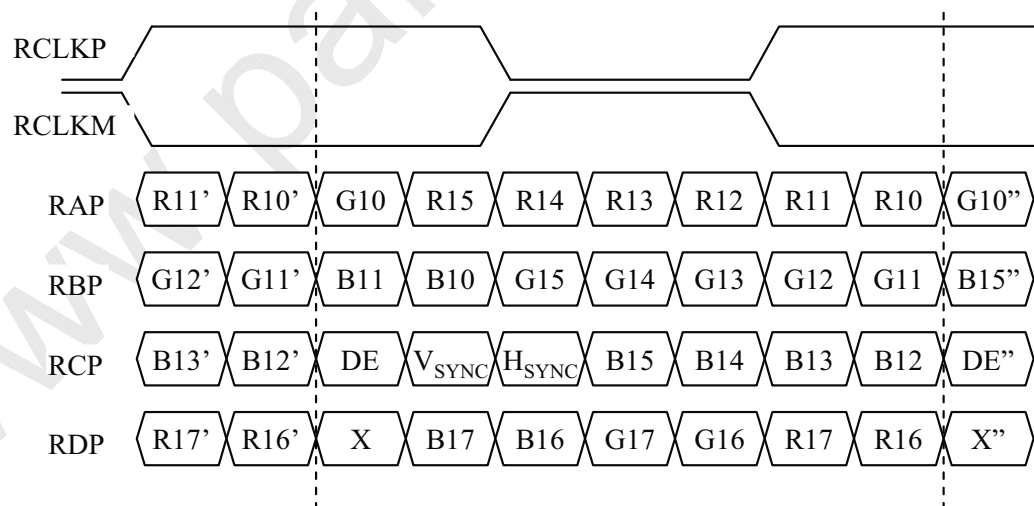 RCLKP
RCLKM
RAP R11’ R10’ G10 R15 R14 R13 R12 R11 R10 G10”
RBP G12’ G11’ B11 B10 G15 G14 G13 G12 G11 B15”
RCP B13’ B12’ DE VSYNC HSYNC B15 B14 B13 B12 DE”
RDP R17’ R16’ X B17 B16 G17 G16 R17 R16 X”